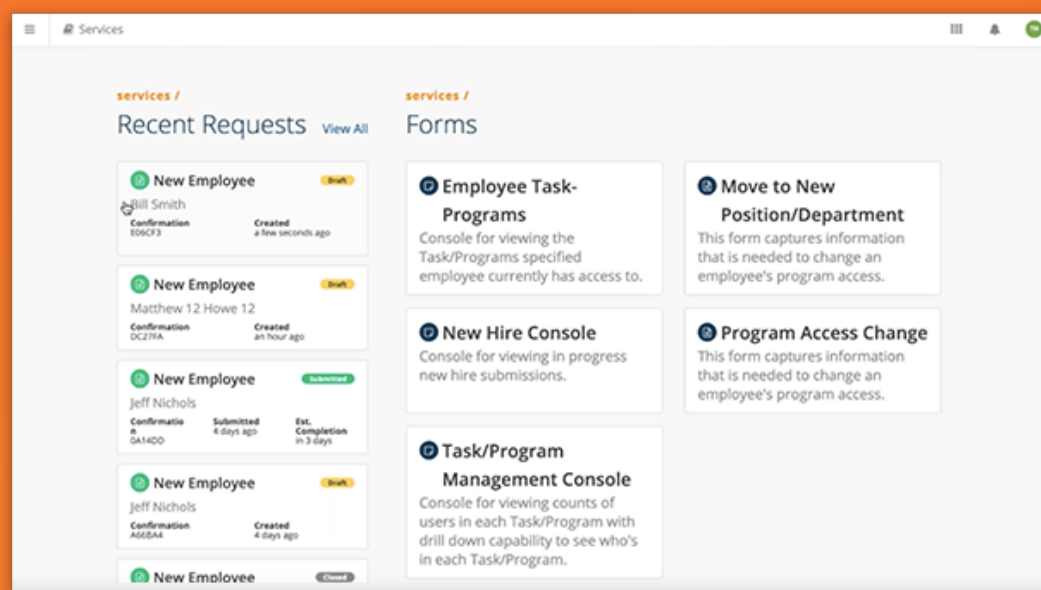 Services
services /
Recent Requests View All
New Employee Draft
Bill Smith
Confirmation Created
E06CF3 a few seconds ago
New Employee Draft
Matthew 12 Howe 12
Confirmation Created
DC27FA an hour ago
New Employee Submitted
Jeff Nichols
Confirmatio Submitted Est.
n 4 days ago Completion
0A14DD in 3 days
New Employee Draft
Jeff Nichols
Confirmation Created
A66BA4 4 days ago
New Employee Closed
services /
Forms
Employee Task-
Programs
Console for viewing the
Task/Programs specified
employee currently has access to.
Move to New
Position/Department
This form captures information
that is needed to change an
employee's program access.
New Hire Console
Console for viewing in progress
new hire submissions.
Program Access Change
This form captures information
that is needed to change an
employee's program access.
Task/Program
Management Console
Console for viewing counts of
users in each Task/Program with
drill down capability to see who's
in each Task/Program.